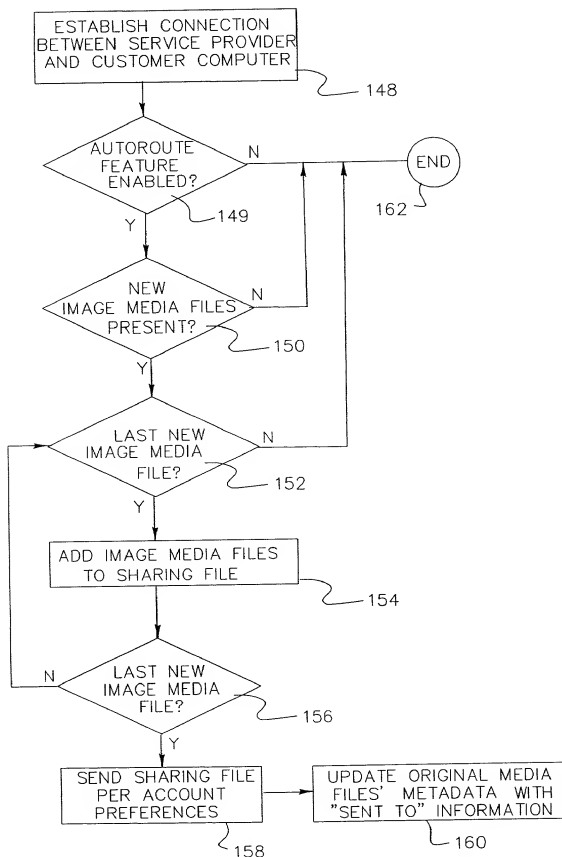 ESTABLISH CONNECTION
BETWEEN SERVICE PROVIDER
AND CUSTOMER COMPUTER
148
AUTOROUTE
FEATURE
ENABLED?
N
END
162
149
Y
NEW
IMAGE MEDIA FILES
PRESENT?
N
150
Y
LAST NEW
IMAGE MEDIA
FILE?
N
152
Y
ADD IMAGE MEDIA FILES
TO SHARING FILE
154
N
LAST NEW
IMAGE MEDIA
FILE?
156
Y
SEND SHARING FILE
PER ACCOUNT
PREFERENCES
158
UPDATE ORIGINAL MEDIA
FILES' METADATA WITH
"SENT TO" INFORMATION
160